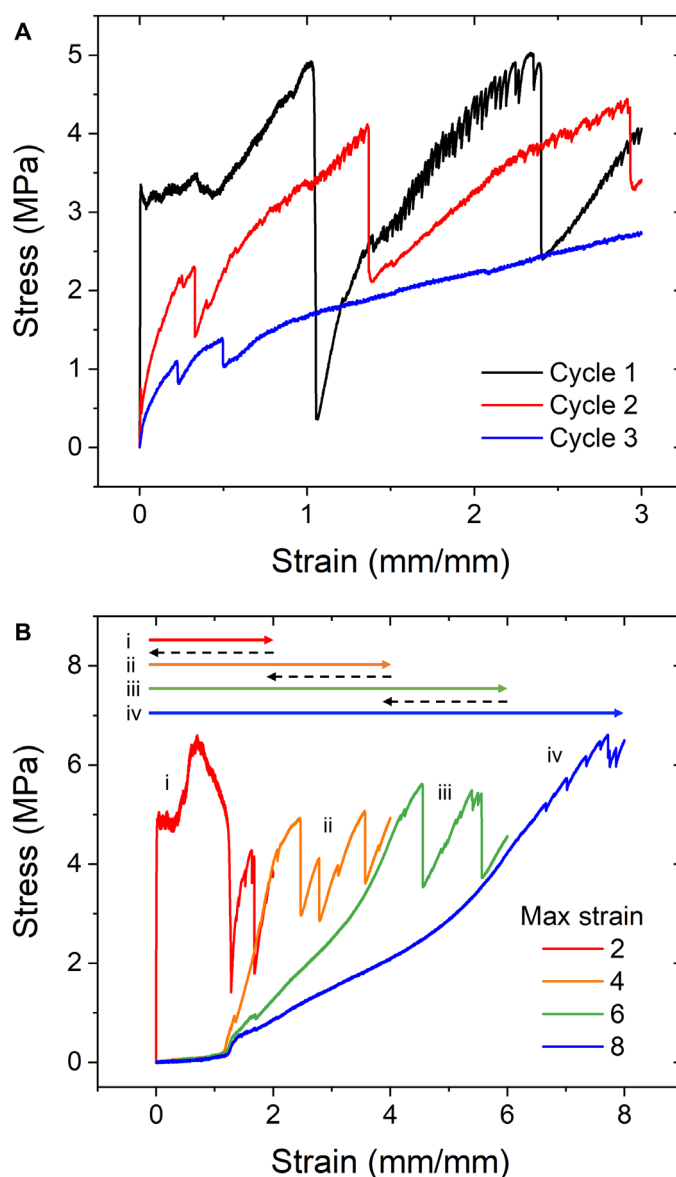 A
Stress (MPa)
5
4
3
2
1
0
Cycle 1
Cycle 2
Cycle 3
0
1
2
3
Strain (mm/mm)
B
Stress (MPa)
8
6
4
2
0
i
ii
iii
iv
i
ii
iii
iv
Max strain
2
4
6
8
0
2
4
6
8
Strain (mm/mm)